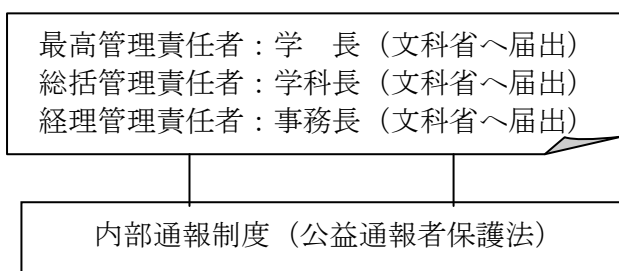 最高管理責任者：学　長（文科省へ届出）
総括管理責任者：学科長（文科省へ届出）
経理管理責任者：事務長（文科省へ届出）
内部通報制度（公益通報者保護法）